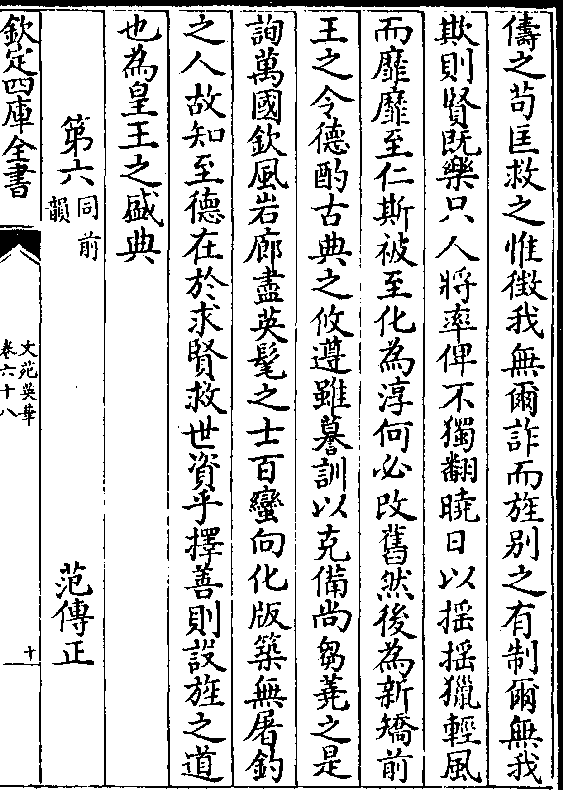 儔之苟匡救之惟徴我無爾詐而旌别之有制爾無我
欺則賢既樂只人將率俾不獨翻曉日以摇摇獵輕風
而靡靡至仁斯被至化為淳何必改舊然後為新矯前
王之令德酌古典之攸遵雖謩訓以克備尚芻蕘之是
詢萬國欽風岩廊盡英髦之士百蠻向化版築無屠釣
之人故知至德在於求賢救世資乎擇善則設旌之道
也為皇王之盛典
第六同前韻
范傳正
欽定四庫全書
文苑英華
卷六十八
十